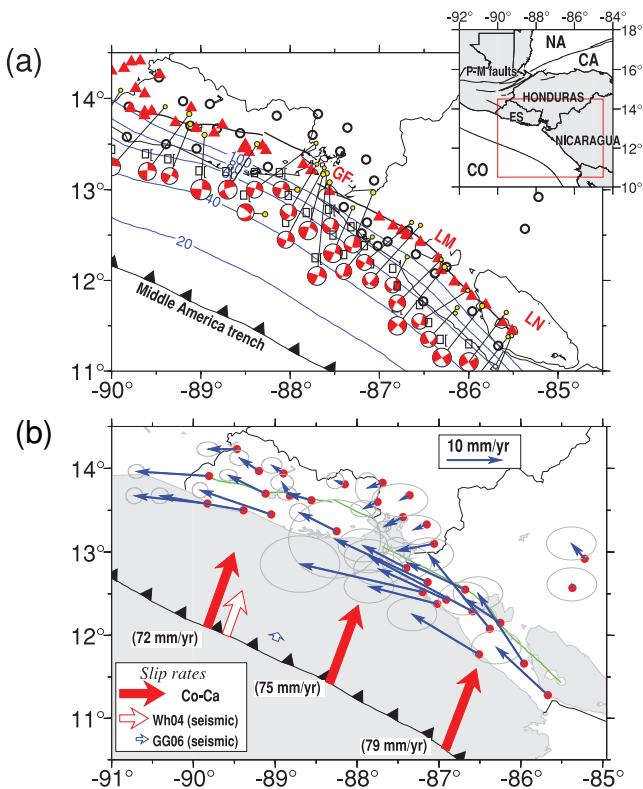 (a)
-92 -90 -88 -86 -84
18°
16°
14°
12°
10°
NA
CA
P-M faults
HONDURAS
ES
NICARAGUA
CO
14°
13°
12°
11°
100
40
20
GF
LM
LN
Middle America trench
-90° -89° -88° -87° -86° -85°
(b)
10 mm/yr
14°
13°
12°
11°
(72 mm/yr)
(75 mm/yr)
(79 mm/yr)
Slip rates
Co-Ca
Wh04 (seismic)
GG06 (seismic)
-91° -90° -89° -88° -87° -86° -85°